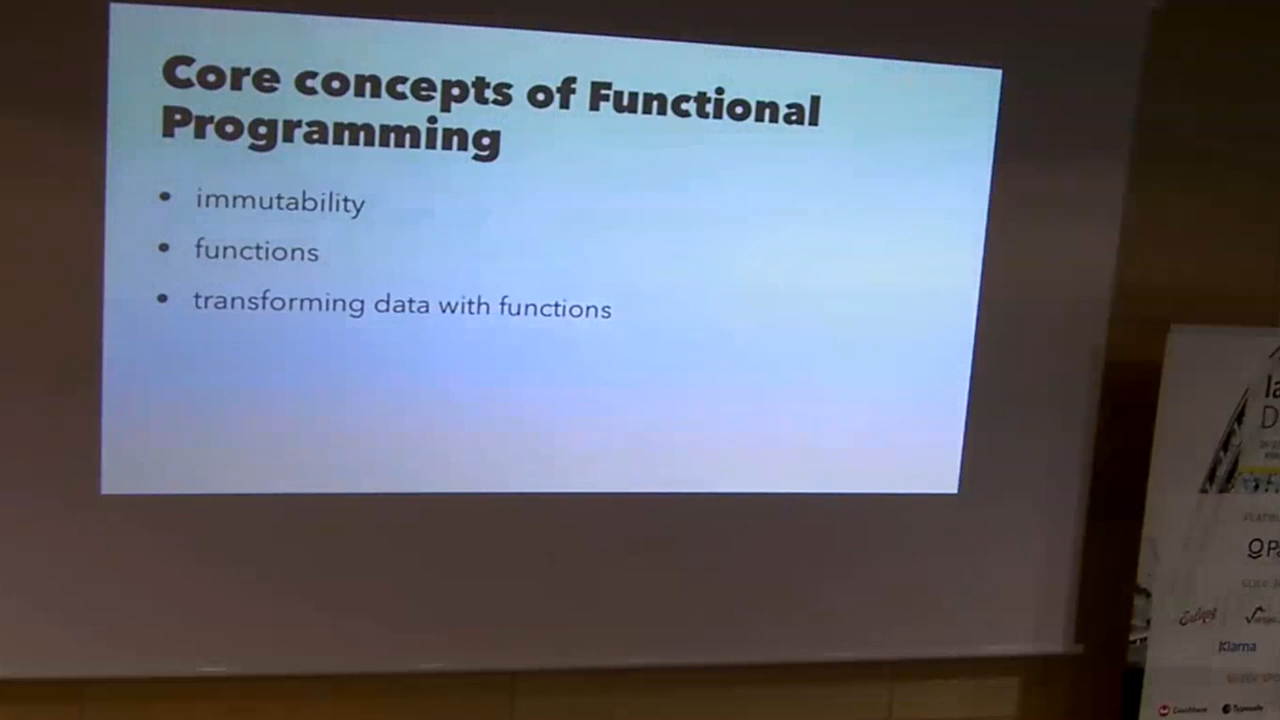 Core concepts of Functional
Programming
• immutability
• functions
• transforming data with functions
Klarna